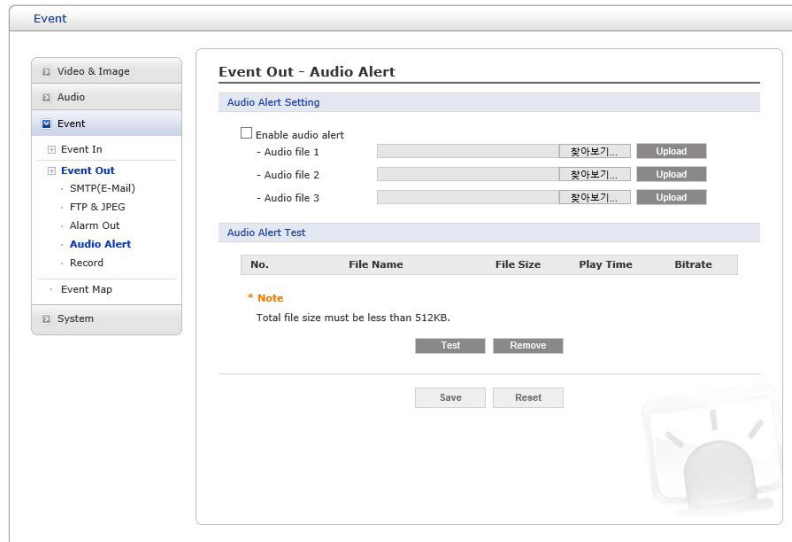 Event
Video & Image
Audio
Event
Event In
Event Out
SMTP(E-Mail)
FTP & JPEG
Alarm Out
Audio Alert
Record
Event Map
System
Event Out - Audio Alert
Audio Alert Setting
Enable audio alert
- Audio file 1 찾아보기... Upload
- Audio file 2 찾아보기... Upload
- Audio file 3 찾아보기... Upload
Audio Alert Test
No. File Name File Size Play Time Bitrate
* Note
Total file size must be less than 512KB.
Test Remove
Save Reset